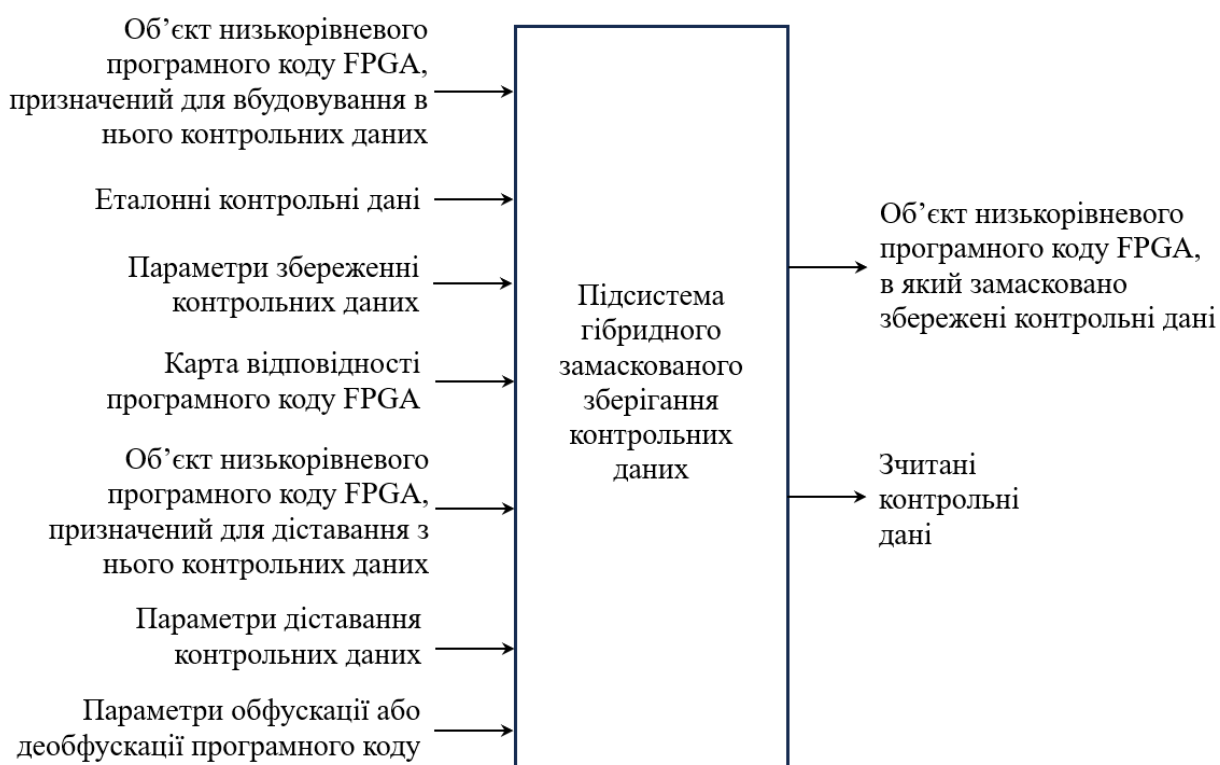 Об’єкт низькорівневого
програмного коду FPGA,
призначений для вбудовування в
нього контрольних даних
Еталонні контрольні дані
Параметри збереженні
контрольних даних
Карта відповідності
програмного коду FPGA
Об’єкт низькорівневого
програмного коду FPGA,
призначений для діставання з
нього контрольних даних
Параметри діставання
контрольних даних
Параметри обфускації або
деобфускації програмного коду
Підсистема
гібридного
замаскованого
зберігання
контрольних
даних
Об’єкт низькорівневого
програмного коду FPGA,
в який замасковано
збережені контрольні дані
Зчитані
контрольні
дані